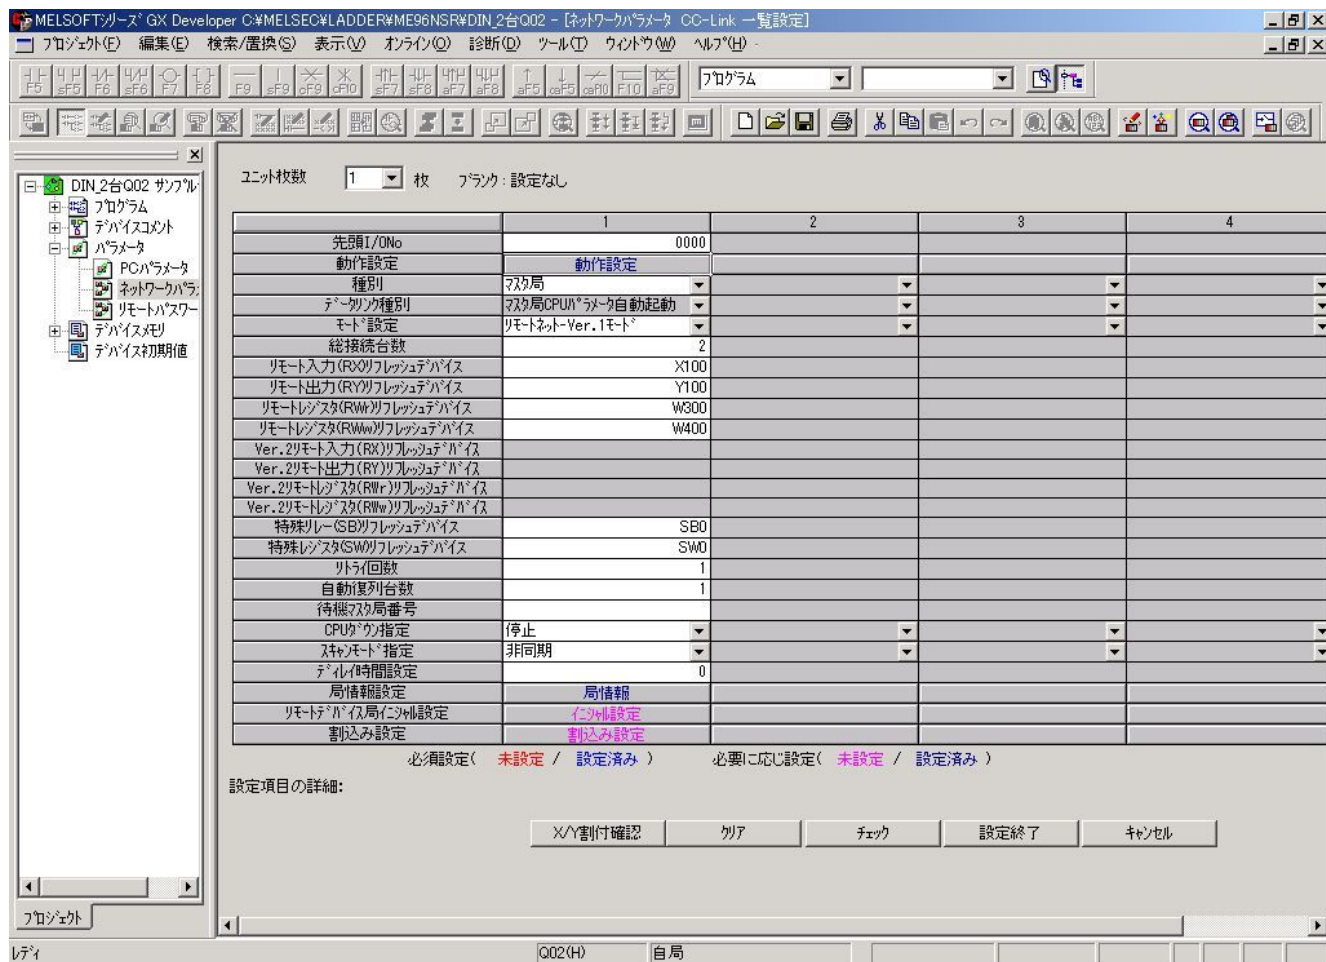 MELSOFTシリーズ GX Developer C:¥MELSEC¥LADDER¥ME96NSR¥DIN_2台Q02 - [ネットワークパラメータ CC-Link 一覧設定]
プロジェクト(F) 編集(E) 検索/置換(S) 表示(V) オンライン(O) 診断(D) ツール(T) ウィンドウ(W) ヘルプ(H)
F5 sF5 F6 sF6 F7 F8 F9 sF9 cF9 cF10 sF7 sF8 aF7 aF8 aF5 caF5 caF10 F10 aF9 プログラム
DIN_2台Q02 サンプル
プログラム
デバイスコメント
パラメータ
PCパラメータ
ネットワークパラ
リモートパスワー
デバイスメモリ
デバイス初期値
プロジェクト
ユニット枚数 1 枚 ブランク : 設定なし
1 2 3 4
先頭I/ONo 0000
動作設定 動作設定
種別 マスタ局
データリンク種別 マスタ局CPUパラメータ自動起動
モード設定 リモートネット-Ver.1モード
総接続台数 2
リモート入力(RX)リフレッシュデバイス X100
リモート出力(RY)リフレッシュデバイス Y100
リモートレジスタ(RWr)リフレッシュデバイス W300
リモートレジスタ(RWw)リフレッシュデバイス W400
Ver.2リモート入力(RX)リフレッシュデバイス
Ver.2リモート出力(RY)リフレッシュデバイス
Ver.2リモートレジスタ(RWr)リフレッシュデバイス
Ver.2リモートレジスタ(RWw)リフレッシュデバイス
特殊リレー(SB)リフレッシュデバイス SB0
特殊レジスタ(SW)リフレッシュデバイス SW0
リトライ回数 1
自動復列台数 1
待機マスタ局番号
CPUダウン指定 停止
スキャンモード指定 非同期
ディレイ時間設定 0
局情報設定 局情報
リモートデバイス局イニシャル設定 イニシャル設定
割込み設定 割込み設定
必須設定( 未設定 / 設定済み ) 必要に応じ設定( 未設定 / 設定済み )
設定項目の詳細:
X/Y割付確認 クリア チェック 設定終了 キャンセル
レディ Q02(H) 自局